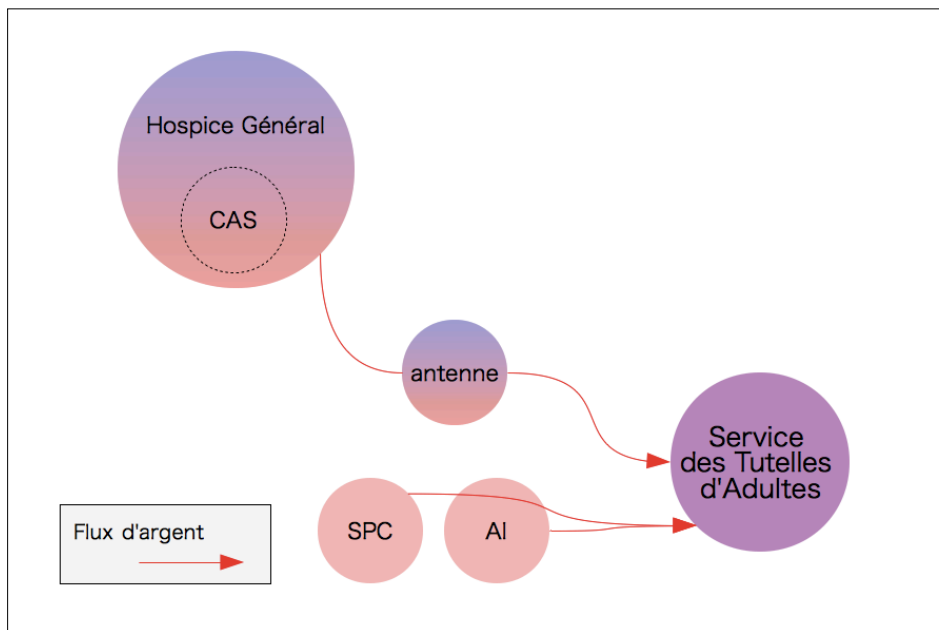 Hospice Général
CAS
antenne
Service
des Tutelles
d'Adultes
SPC
AI
Flux d'argent